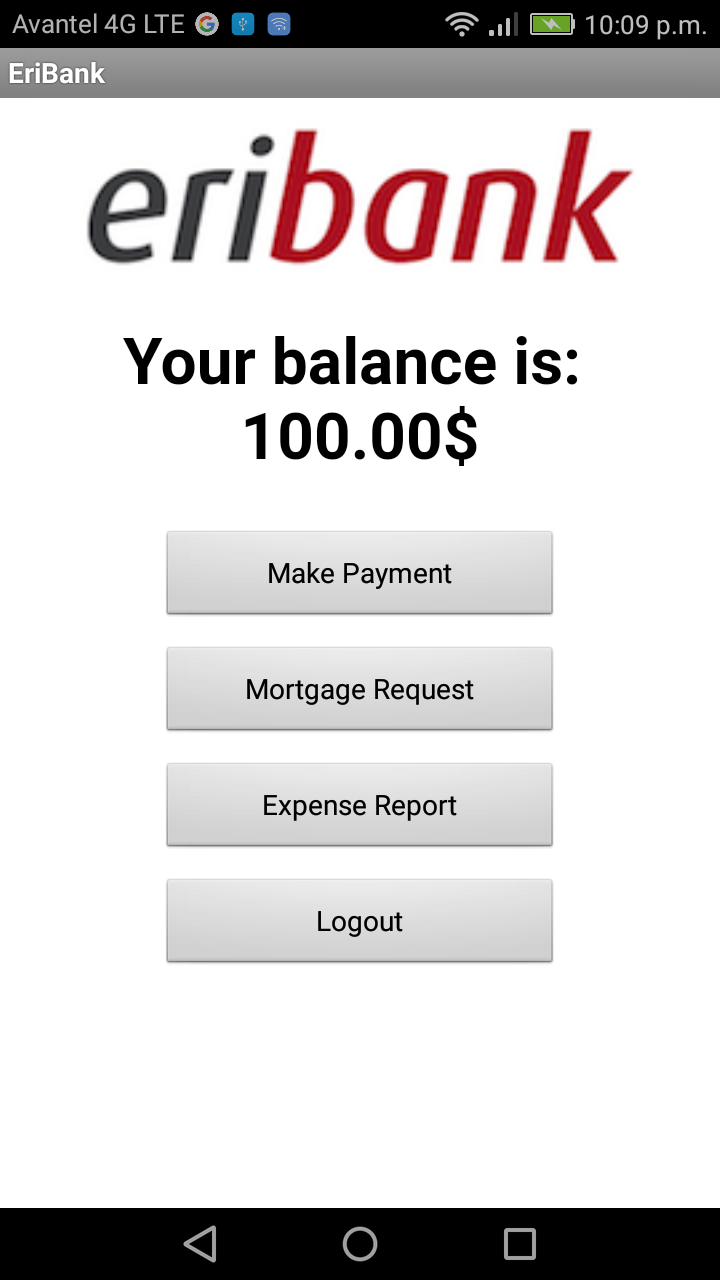 Avantel 4G LTE 10:09 p.m.
EriBank
eribank
Your balance is:
100.00$
Make Payment
Mortgage Request
Expense Report
Logout